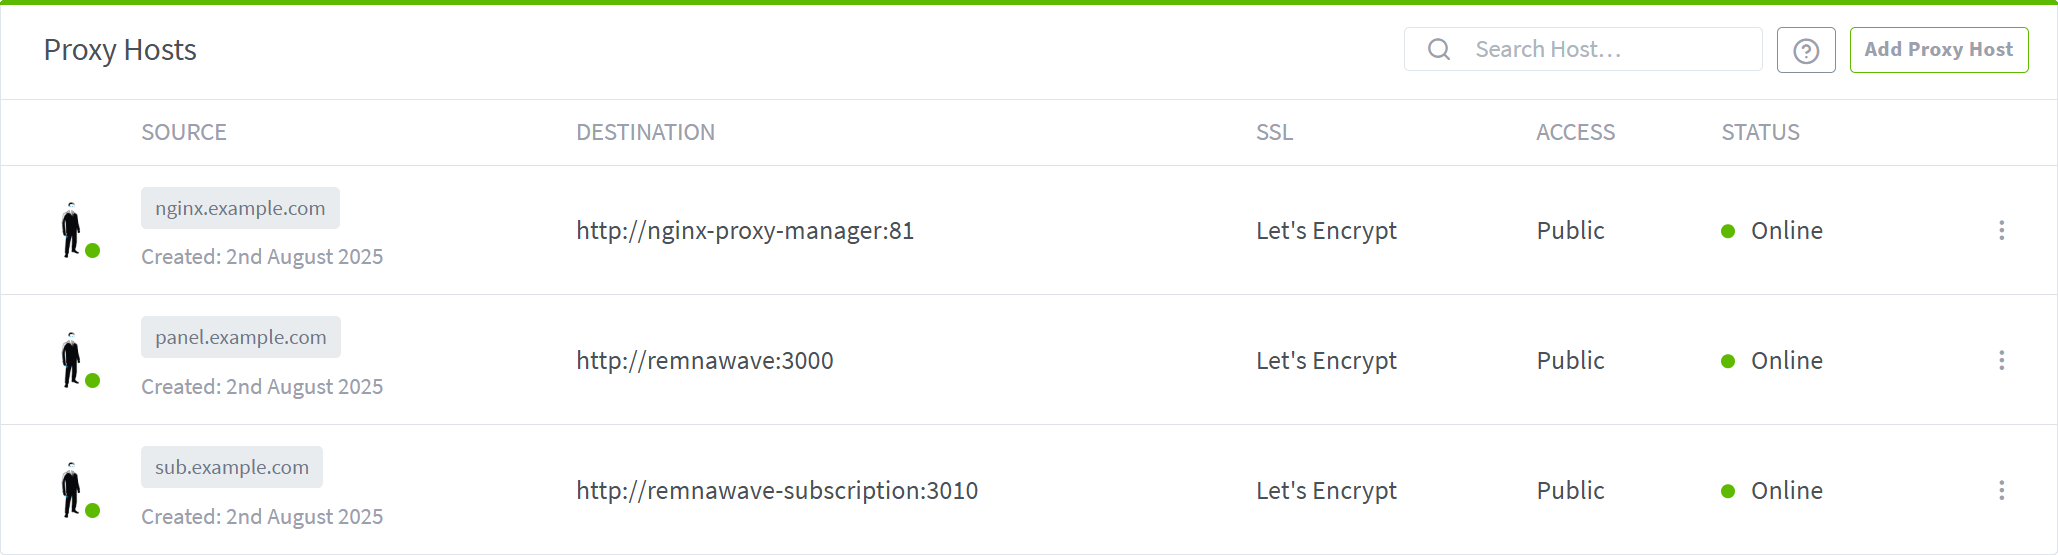 Proxy Hosts
Search Host…
Add Proxy Host
SOURCE DESTINATION SSL ACCESS STATUS
nginx.example.com
Created: 2nd August 2025
http://nginx-proxy-manager:81 Let's Encrypt Public Online
panel.example.com
Created: 2nd August 2025
http://remnawave:3000 Let's Encrypt Public Online
sub.example.com
Created: 2nd August 2025
http://remnawave-subscription:3010 Let's Encrypt Public Online